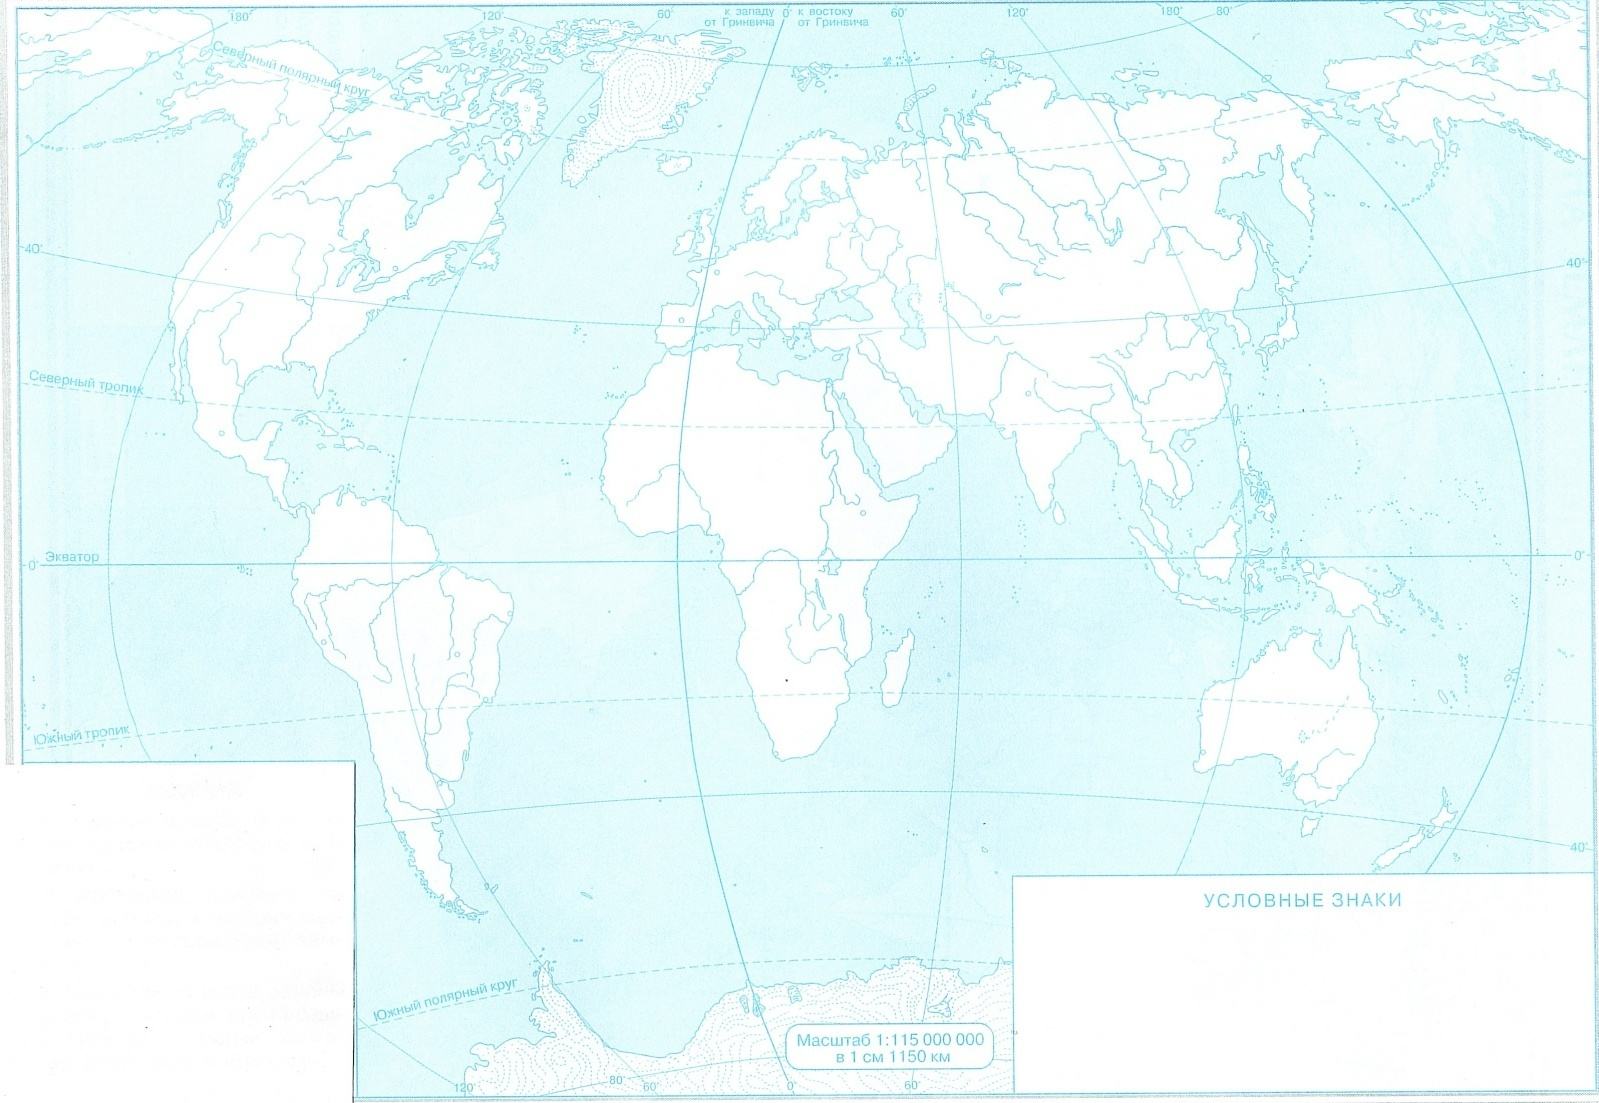 180°
120°
60°
к западу 0° к востоку
от Гринвича от Гринвича
60°
120°
180°
80°
Северный полярный круг
40°
40°
Северный тропик
Экватор
0°
0°
Южный тропик
40°
УСЛОВНЫЕ ЗНАКИ
Южный полярный круг
Масштаб 1:115 000 000
в 1 см 1150 км
120°
80°
60°
0°
60°